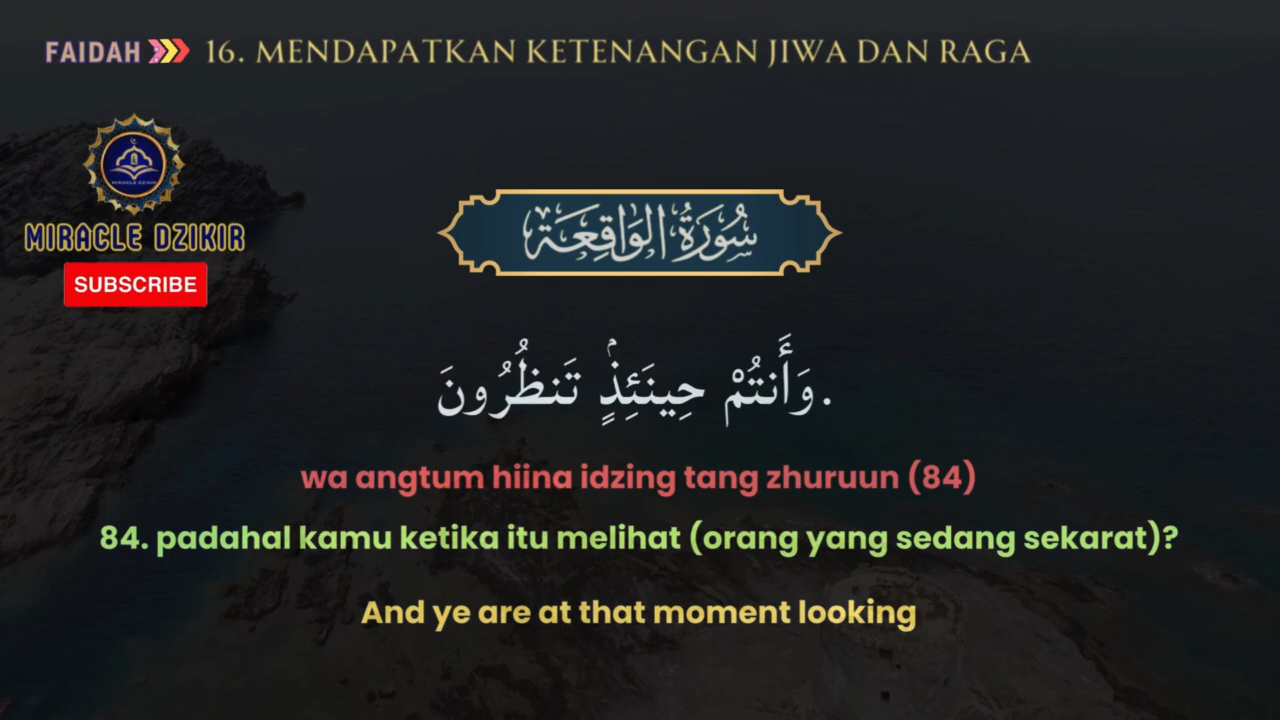 FAIDAH 16. MENDAPATKAN KETENANGAN JIWA DAN RAGA
MIRACLE DZIKIR
MIRACLE DZIKIR
SUBSCRIBE
سُورَةُ الوَاقِعَة
وَأَنتُمْ حِينَئِذٍۢ تَنظُرُونَ.
wa angtum hiina idzing tang zhuruun (84)
84. padahal kamu ketika itu melihat (orang yang sedang sekarat)?
And ye are at that moment looking